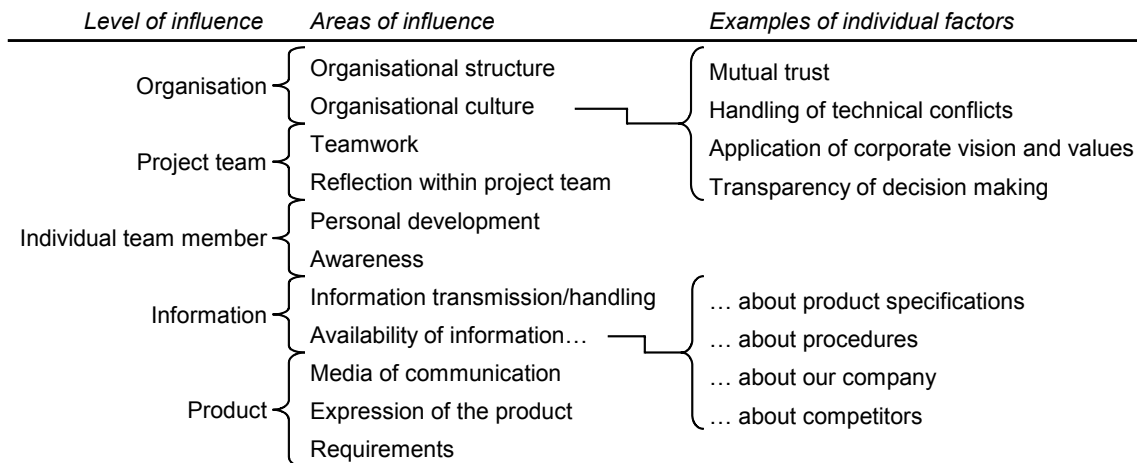 Level of influence Areas of influence Examples of individual factors
Organisation
Organisational structure
Organisational culture
Mutual trust
Handling of technical conflicts
Application of corporate vision and values
Transparency of decision making
Project team
Teamwork
Reflection within project team
Individual team member
Personal development
Awareness
Information
Information transmission/handling
Availability of information…
… about product specifications
… about procedures
… about our company
… about competitors
Product
Media of communication
Expression of the product
Requirements